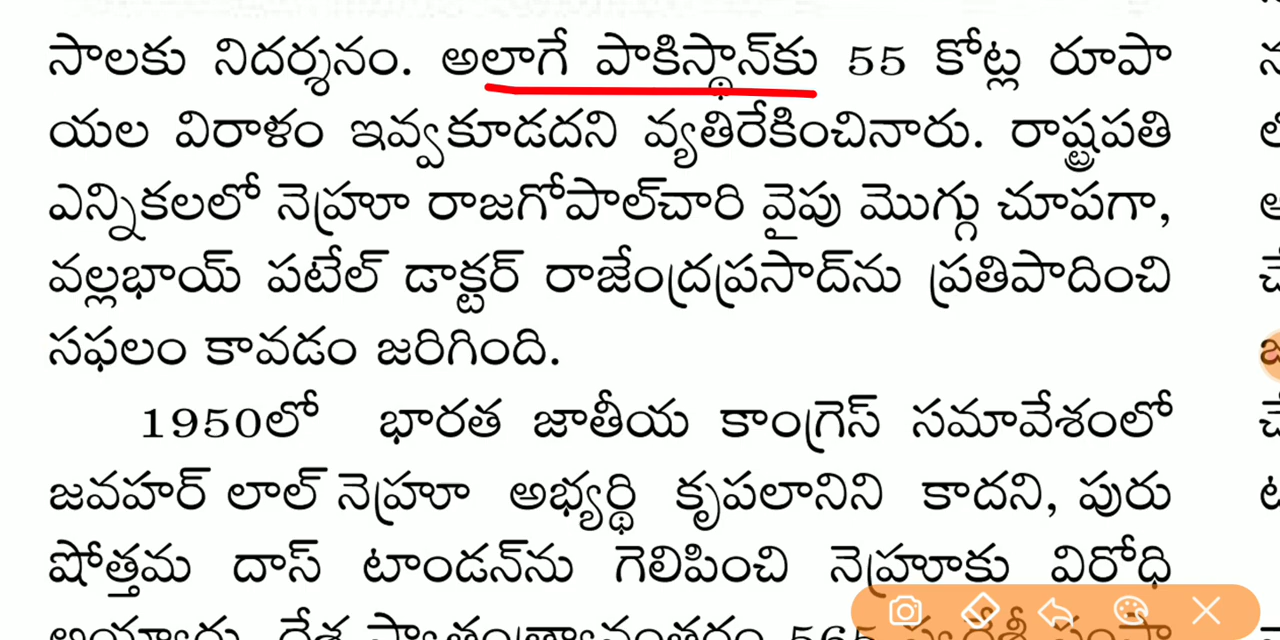 సాలకు నిదర్శనం. అలాగే పాకిస్థాన్‌కు 55 కోట్ల రూపా
యల విరాళం ఇవ్వకూడదని వ్యతిరేకించినారు. రాష్ట్రపతి
ఎన్నికలలో నెహ్రూ రాజగోపాల్‌చారి వైపు మొగ్గు చూపగా,
వల్లభాయ్ పటేల్ డాక్టర్ రాజేంద్రప్రసాద్‌ను ప్రతిపాదించి
సఫలం కావడం జరిగింది.
1950లో భారత జాతీయ కాంగ్రెస్ సమావేశంలో
జవహర్ లాల్ నెహ్రూ అభ్యర్థి కృపలానిని కాదని, పురు
షోత్తమ దాస్ టాండన్‌ను గెలిపించి నెహ్రూకు విరోధి